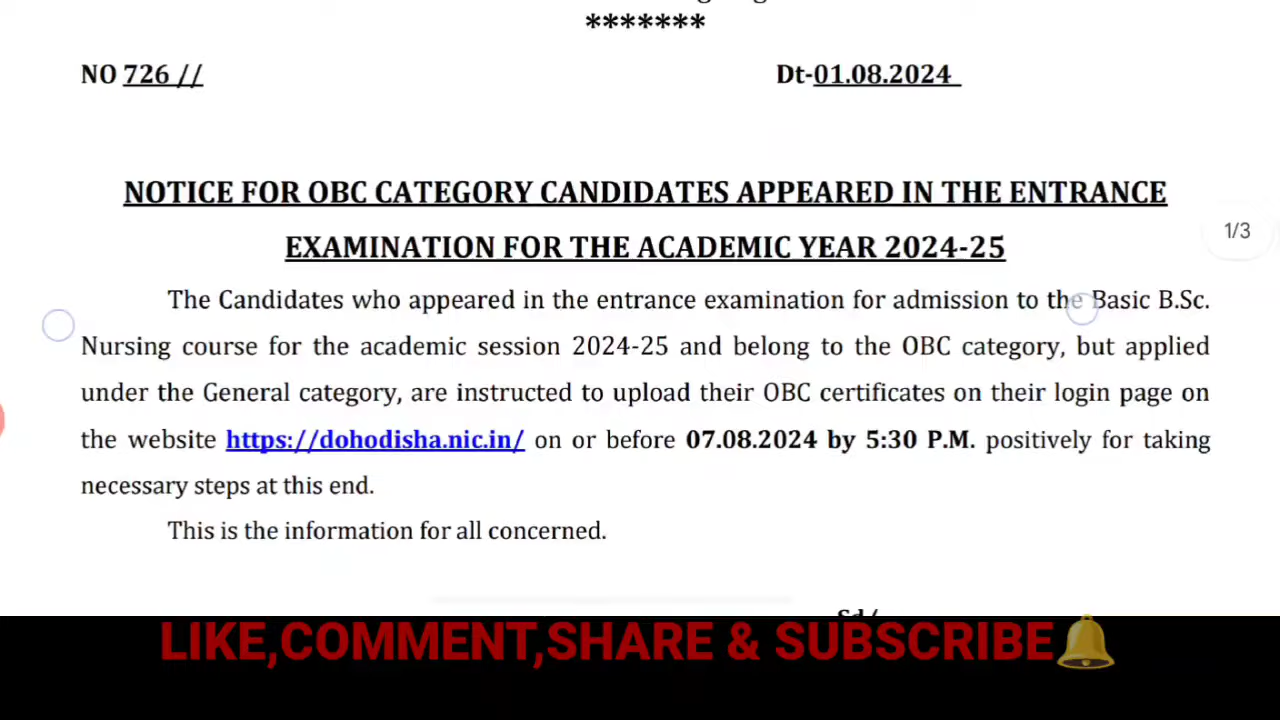 *******
NO 726 //
Dt-01.08.2024
NOTICE FOR OBC CATEGORY CANDIDATES APPEARED IN THE ENTRANCE
EXAMINATION FOR THE ACADEMIC YEAR 2024-25
1/3
The Candidates who appeared in the entrance examination for admission to the Basic B.Sc.
Nursing course for the academic session 2024-25 and belong to the OBC category, but applied
under the General category, are instructed to upload their OBC certificates on their login page on
the website https://dohodisha.nic.in/ on or before 07.08.2024 by 5:30 P.M. positively for taking
necessary steps at this end.
This is the information for all concerned.
LIKE,COMMENT,SHARE & SUBSCRIBE